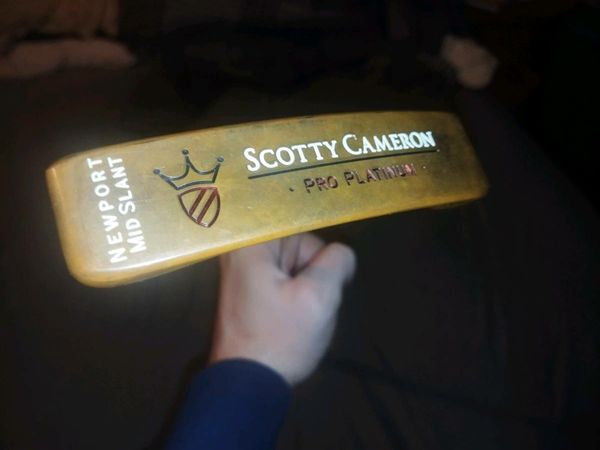 NEWPORT
MID SLANT
SCOTTY CAMERON
· PRO PLATINUM ·